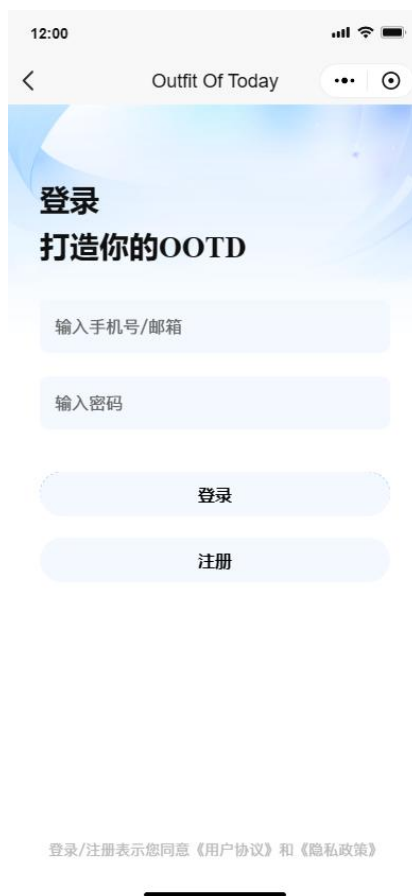 12:00
Outfit Of Today
登录
打造你的OOTD
输入手机号/邮箱
输入密码
登录
注册
登录/注册表示您同意《用户协议》和《隐私政策》